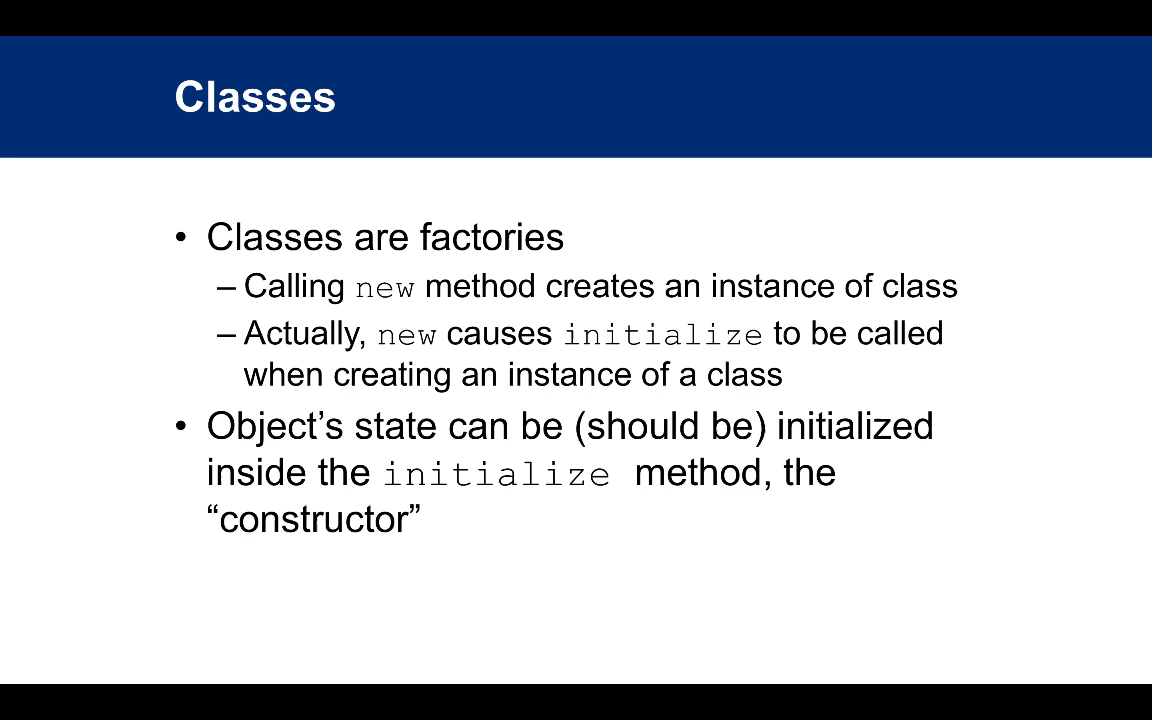 Classes
• Classes are factories
– Calling new method creates an instance of class
– Actually, new causes initialize to be called
when creating an instance of a class
• Object’s state can be (should be) initialized
inside the initialize method, the
“constructor”